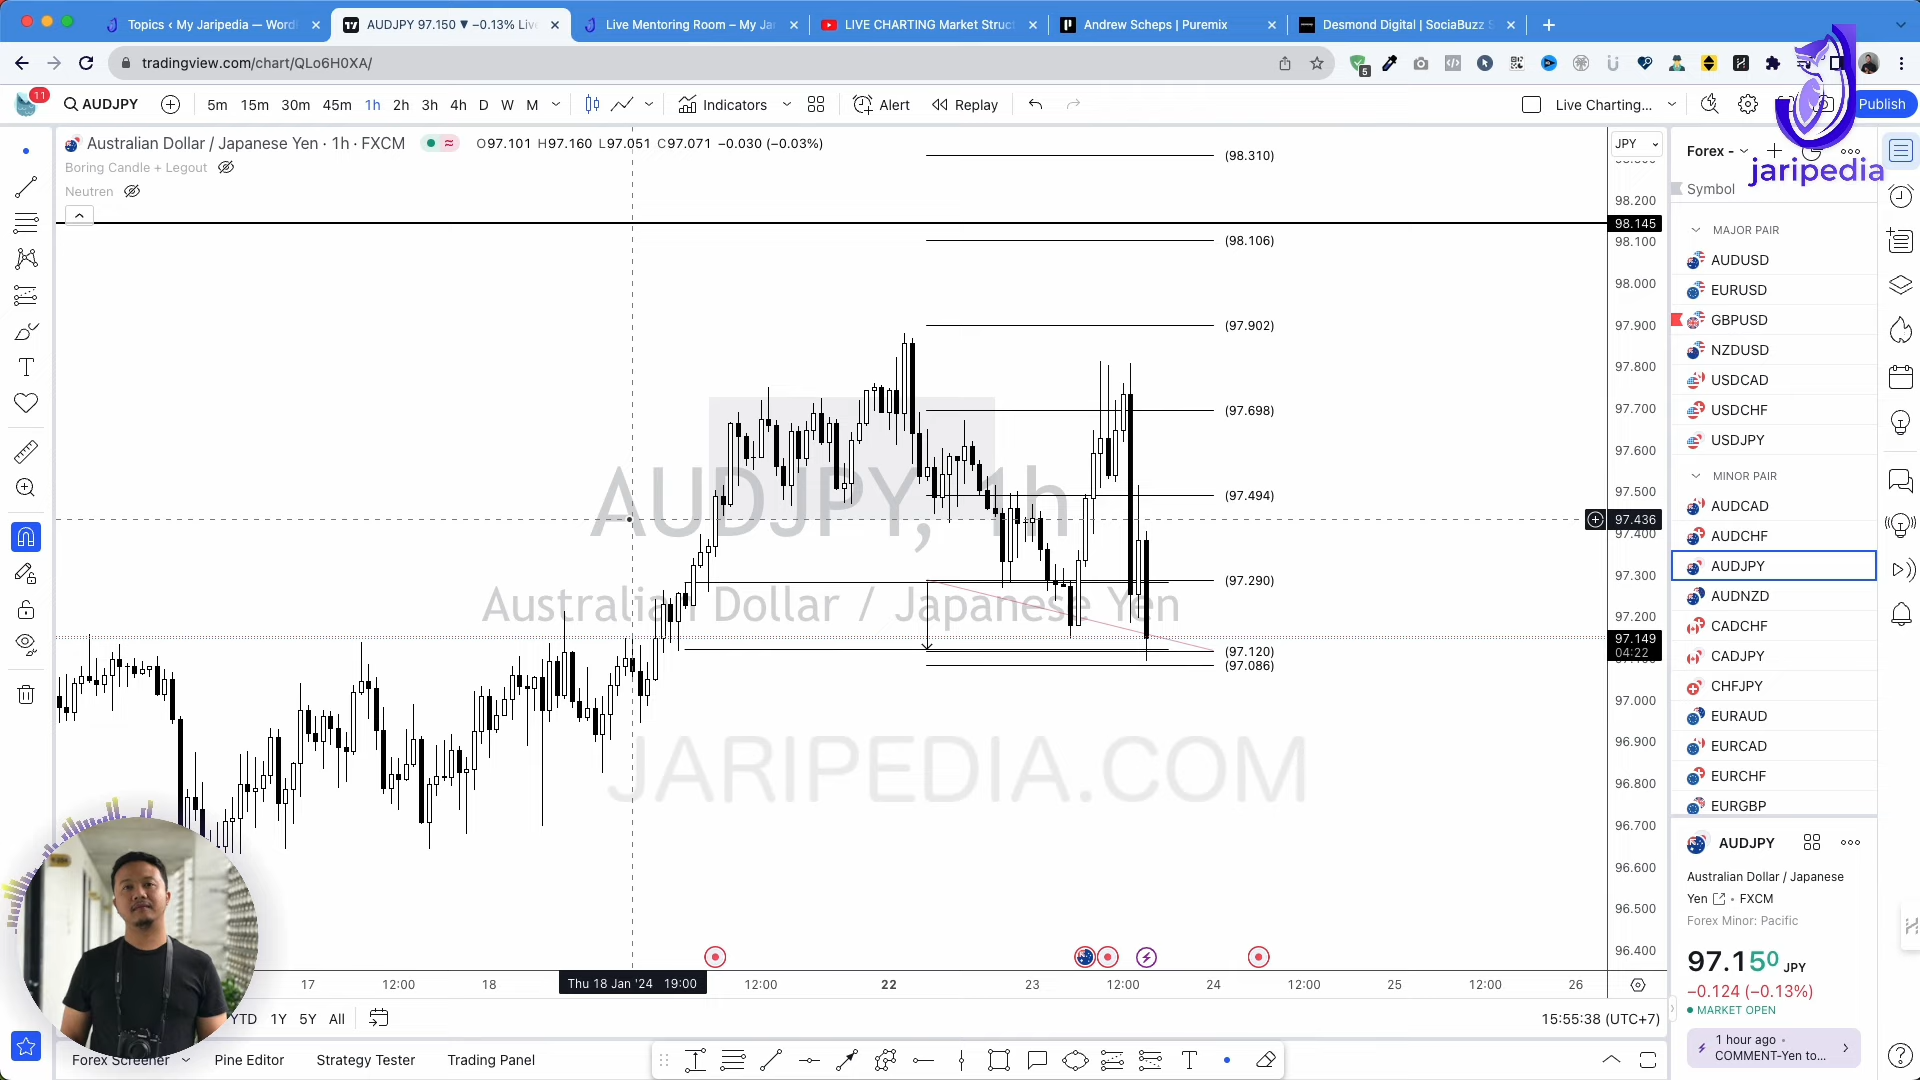 Topics ‹ My Jaripedia — Word
AUDJPY 97.150 ▼ −0.13% Liv
Live Mentoring Room – My Ja
LIVE CHARTING Market Struc
Andrew Scheps | Puremix
Desmond Digital | SociaBuzz S
tradingview.com/chart/QLo6H0XA/
5
jaripedia
11
AUDJPY
5m 15m 30m 45m 1h 2h 3h 4h D W M
Indicators
Alert
Replay
Live Charting...
Publish
Australian Dollar / Japanese Yen · 1h · FXCM
O97.101 H97.160 L97.051 C97.071 −0.030 (−0.03%)
Boring Candle + Legout
Neutren
JPY
(98.310)
(98.106)
(97.902)
(97.698)
(97.494)
(97.290)
(97.120)
(97.086)
AUDJPY, 1h
Australian Dollar / Japanese Yen
JARIPEDIA.COM
98.200
98.145
98.100
98.000
97.900
97.800
97.700
97.600
97.500
97.436
97.400
97.300
97.200
97.149
04:22
97.000
96.900
96.800
96.700
96.600
96.500
96.400
17 12:00 18 Thu 18 Jan '24 19:00 12:00 22 23 12:00 24 12:00 25 12:00 26
YTD 1Y 5Y All
15:55:38 (UTC+7)
Forex Screener
Pine Editor
Strategy Tester
Trading Panel
Forex -
Symbol
MAJOR PAIR
AUDUSD
EURUSD
GBPUSD
NZDUSD
USDCAD
USDCHF
USDJPY
MINOR PAIR
AUDCAD
AUDCHF
AUDJPY
AUDNZD
CADCHF
CADJPY
CHFJPY
EURAUD
EURCAD
EURCHF
EURGBP
AUDJPY
Australian Dollar / Japanese
Yen • FXCM
Forex Minor: Pacific
97.150 JPY
−0.124 (−0.13%)
MARKET OPEN
1 hour ago •
COMMENT-Yen to...